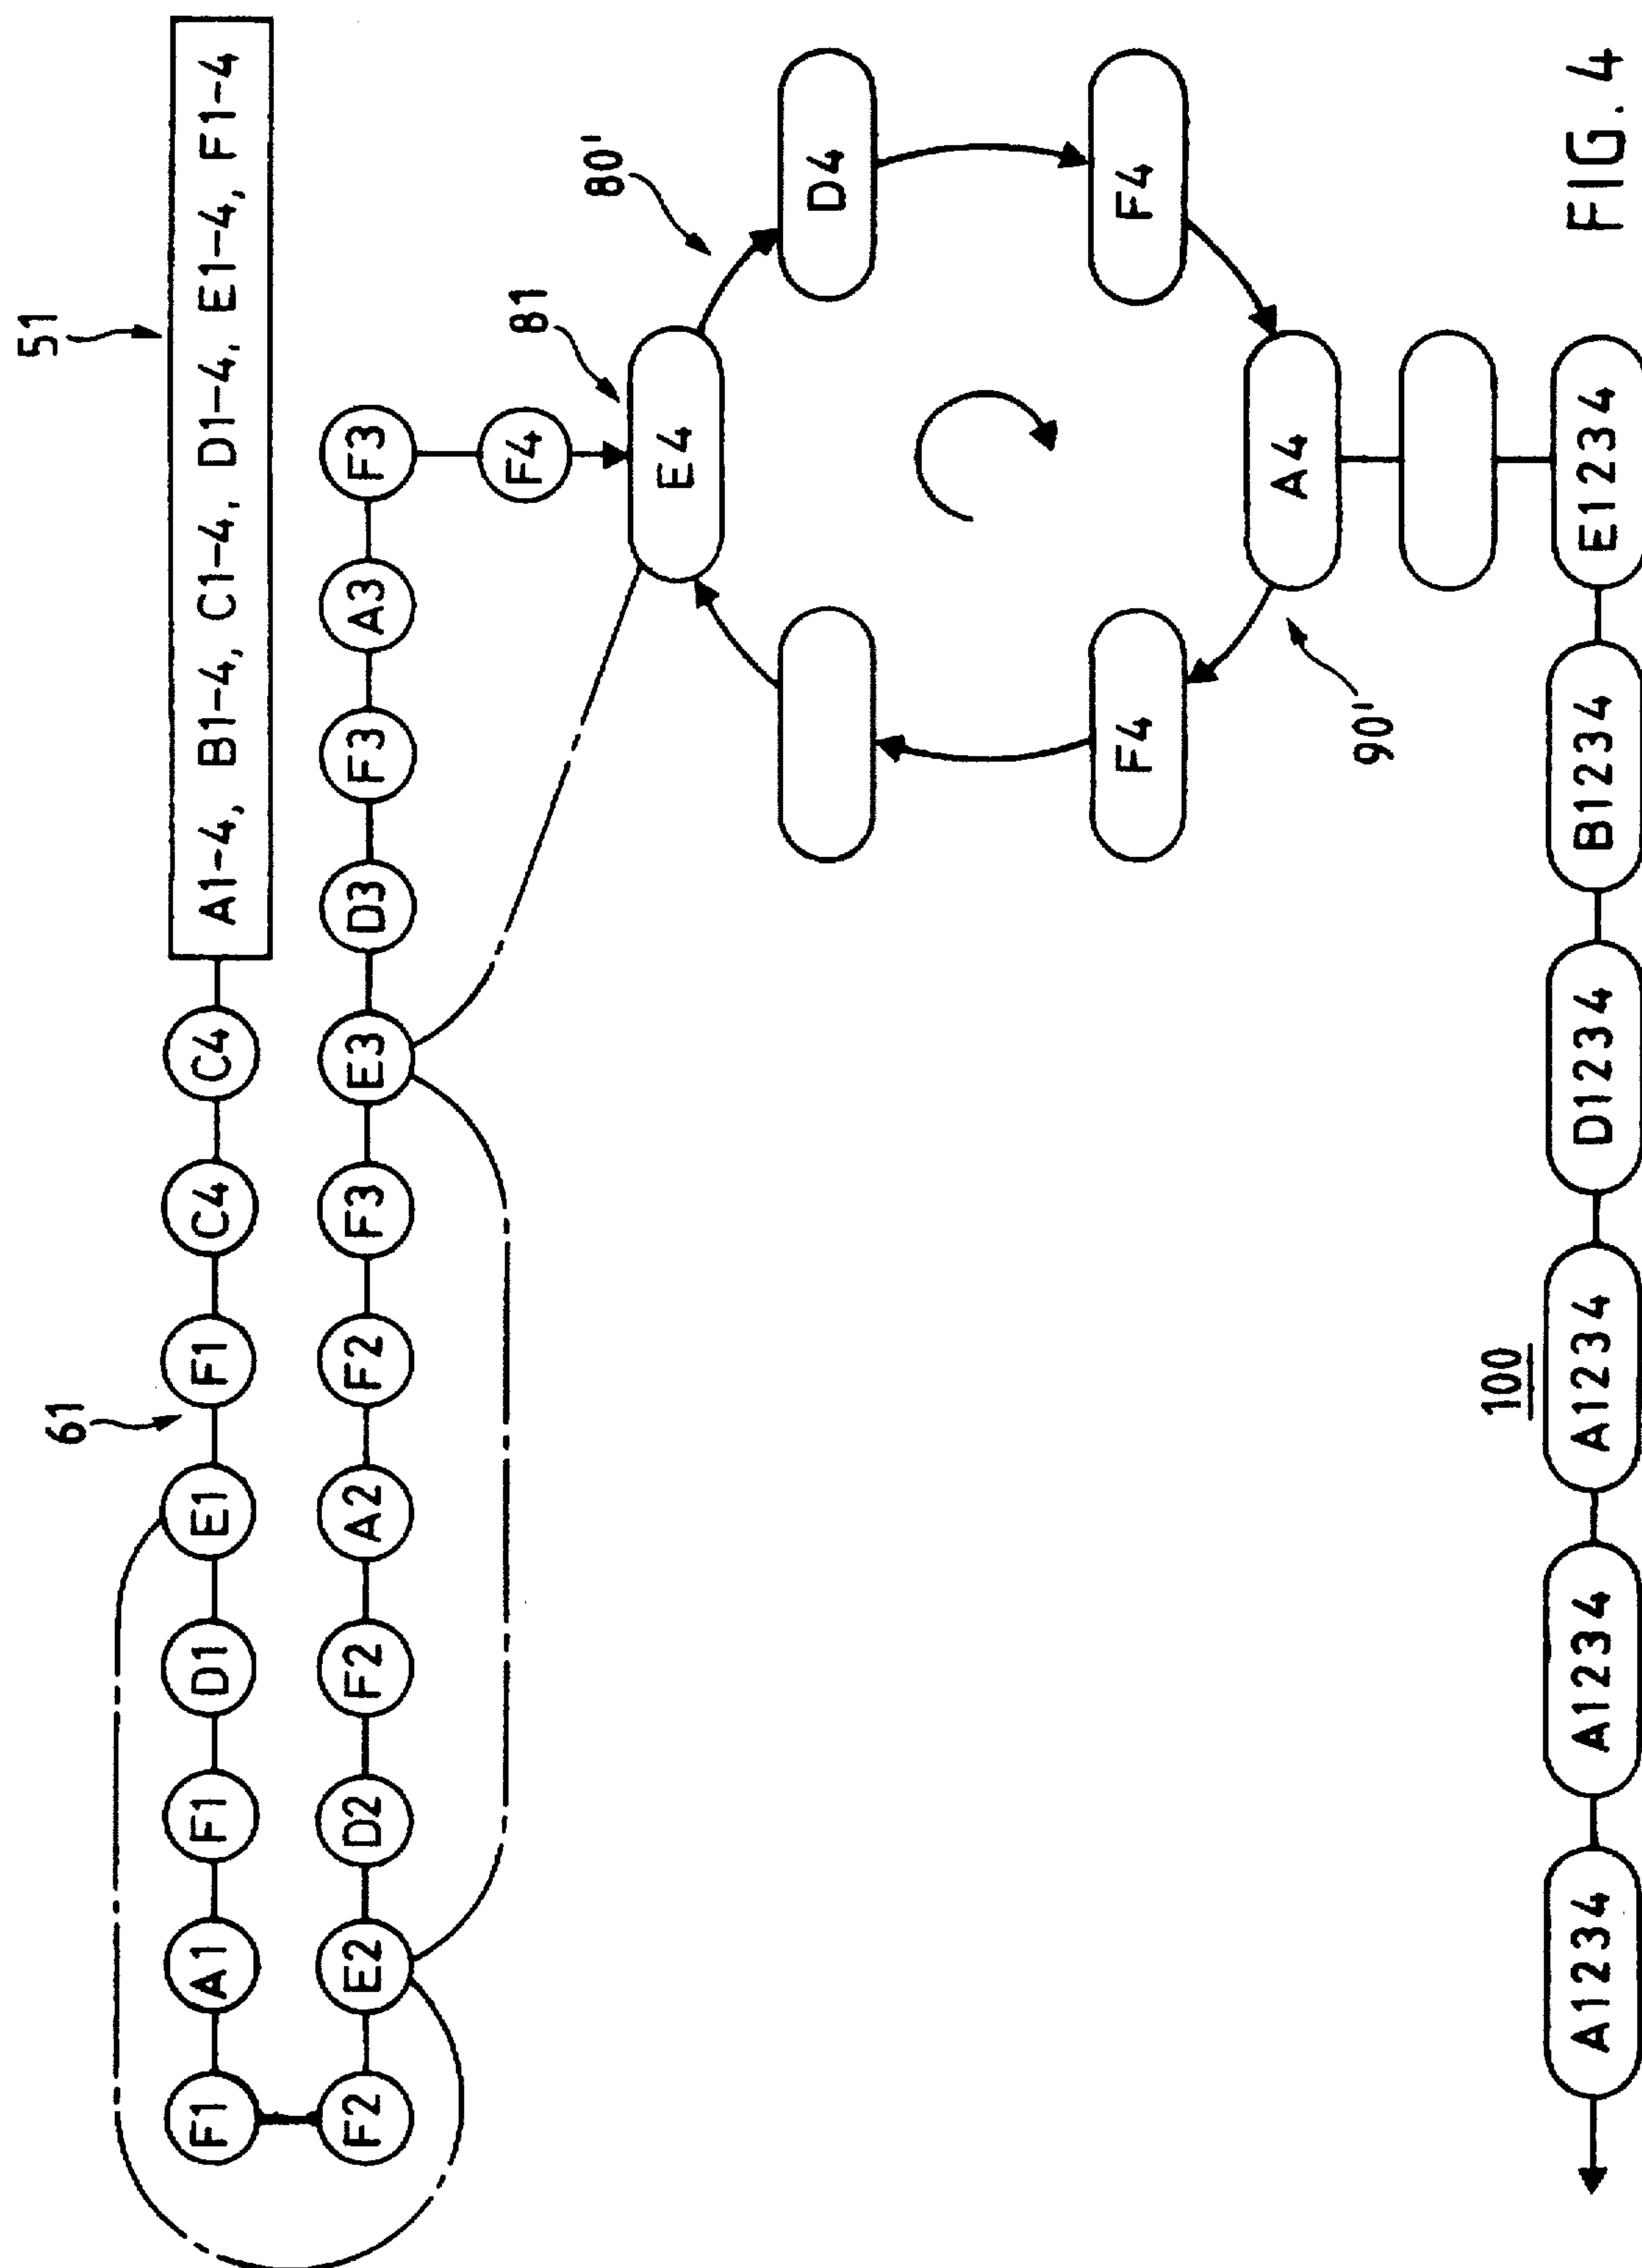 51
61
F1
A1
F1
D1
E1
F1
C4
C4
A1-4, B1-4, C1-4, D1-4, E1-4, F1-4
F2
E2
D2
F2
A2
F2
F3
E3
D3
F3
A3
F3
F4
81
80'
E4
D4
F4
F4
A4
90'
100
A1234
A1234
A1234
D1234
B1234
E1234
FIG. 4